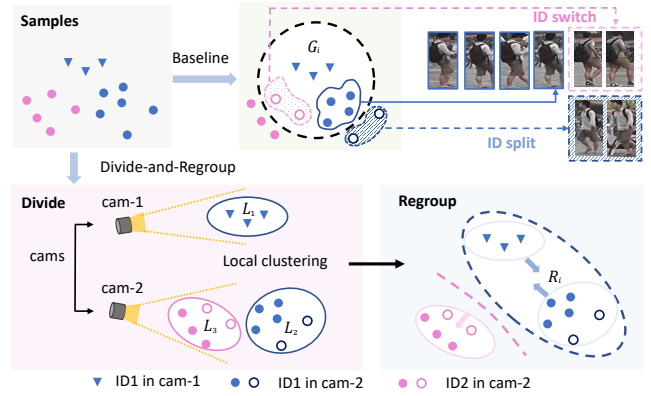 Samples
Baseline
G_i
ID switch
ID split
Divide-and-Regroup
Divide
cam-1
L_1
cams
Local clustering
cam-2
L_3
L_2
Regroup
R_i
ID1 in cam-1
ID1 in cam-2
ID2 in cam-2